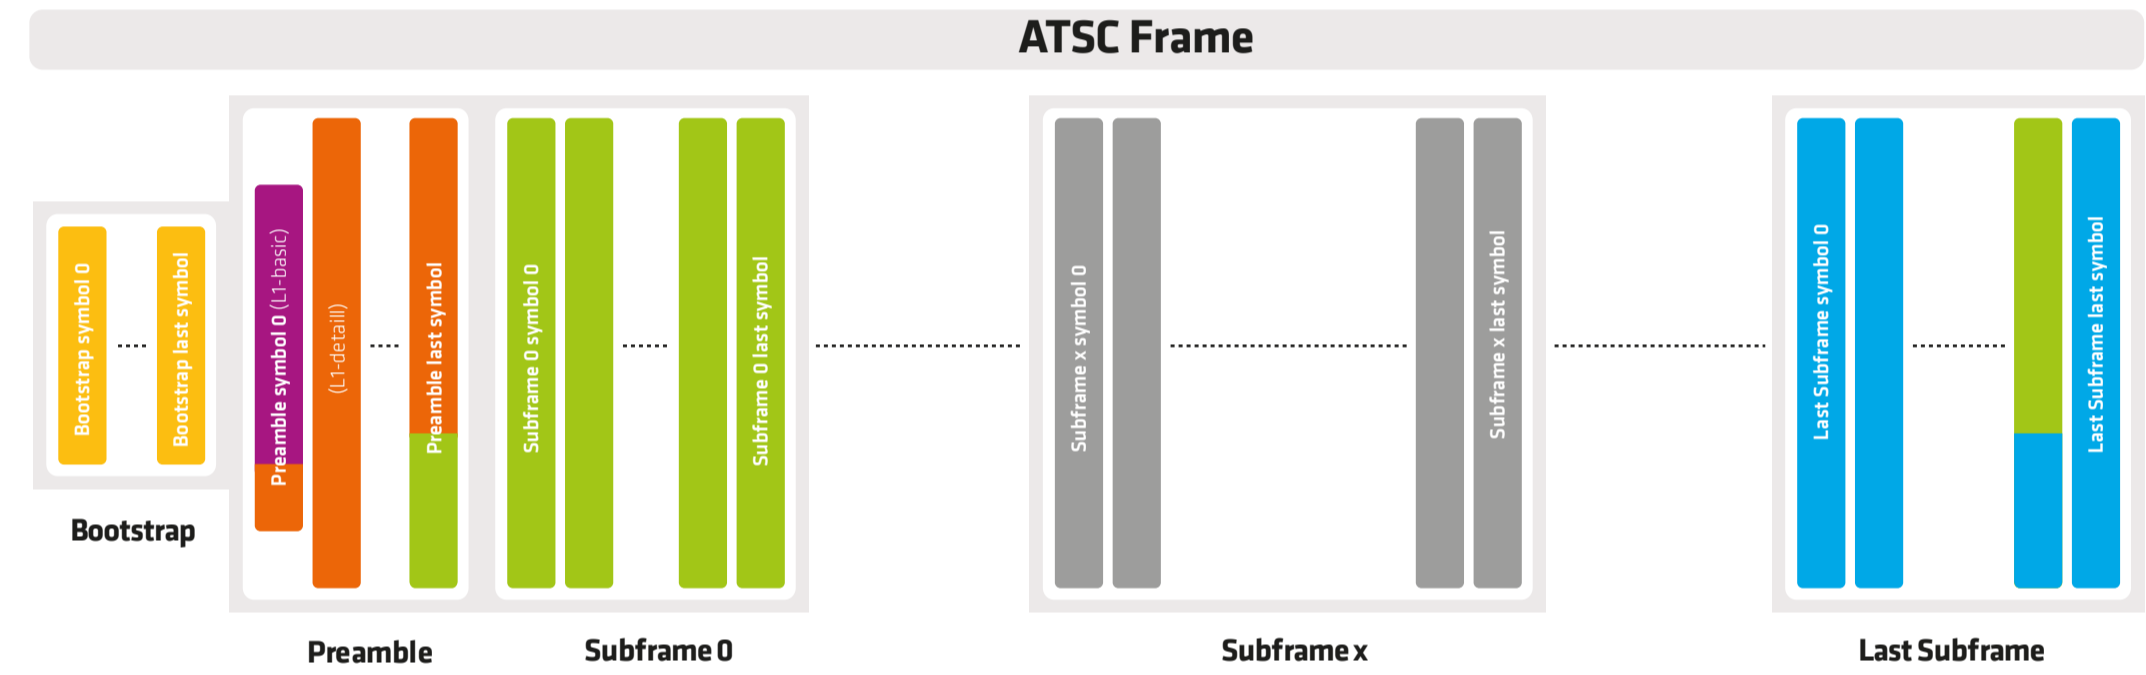 ATSC Frame
Bootstrap symbol 0
Bootstrap last symbol
Preamble symbol 0 (L1-basic)
(L1-detaill)
Preamble last symbol
Subframe 0 symbol 0
Subframe 0 last symbol
Subframe x symbol 0
Subframe x last symbol
Last Subframe symbol 0
Last Subframe last symbol
Bootstrap
Preamble
Subframe 0
Subframe x
Last Subframe